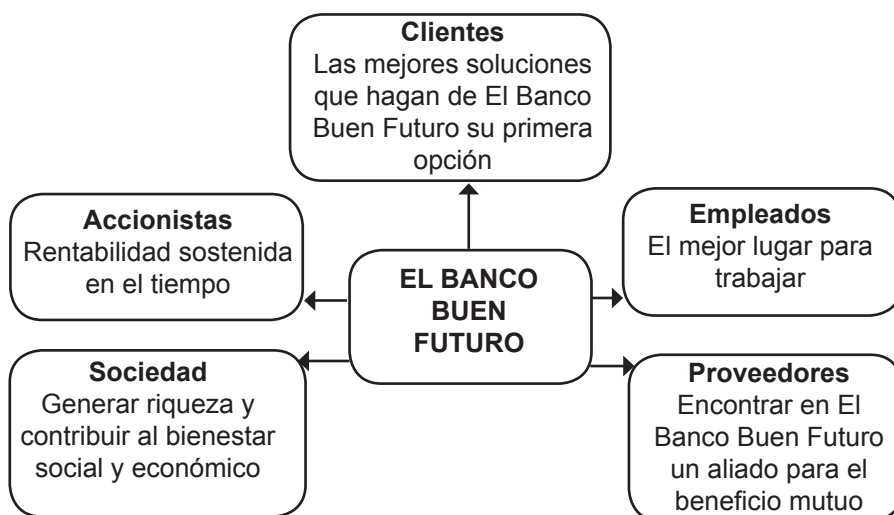 Clientes
Las mejores soluciones
que hagan de El Banco
Buen Futuro su primera
opción
Accionistas
Rentabilidad sostenida
en el tiempo
EL BANCO
BUEN
FUTURO
Empleados
El mejor lugar para
trabajar
Sociedad
Generar riqueza y
contribuir al bienestar
social y económico
Proveedores
Encontrar en El
Banco Buen Futuro
un aliado para el
beneficio mutuo